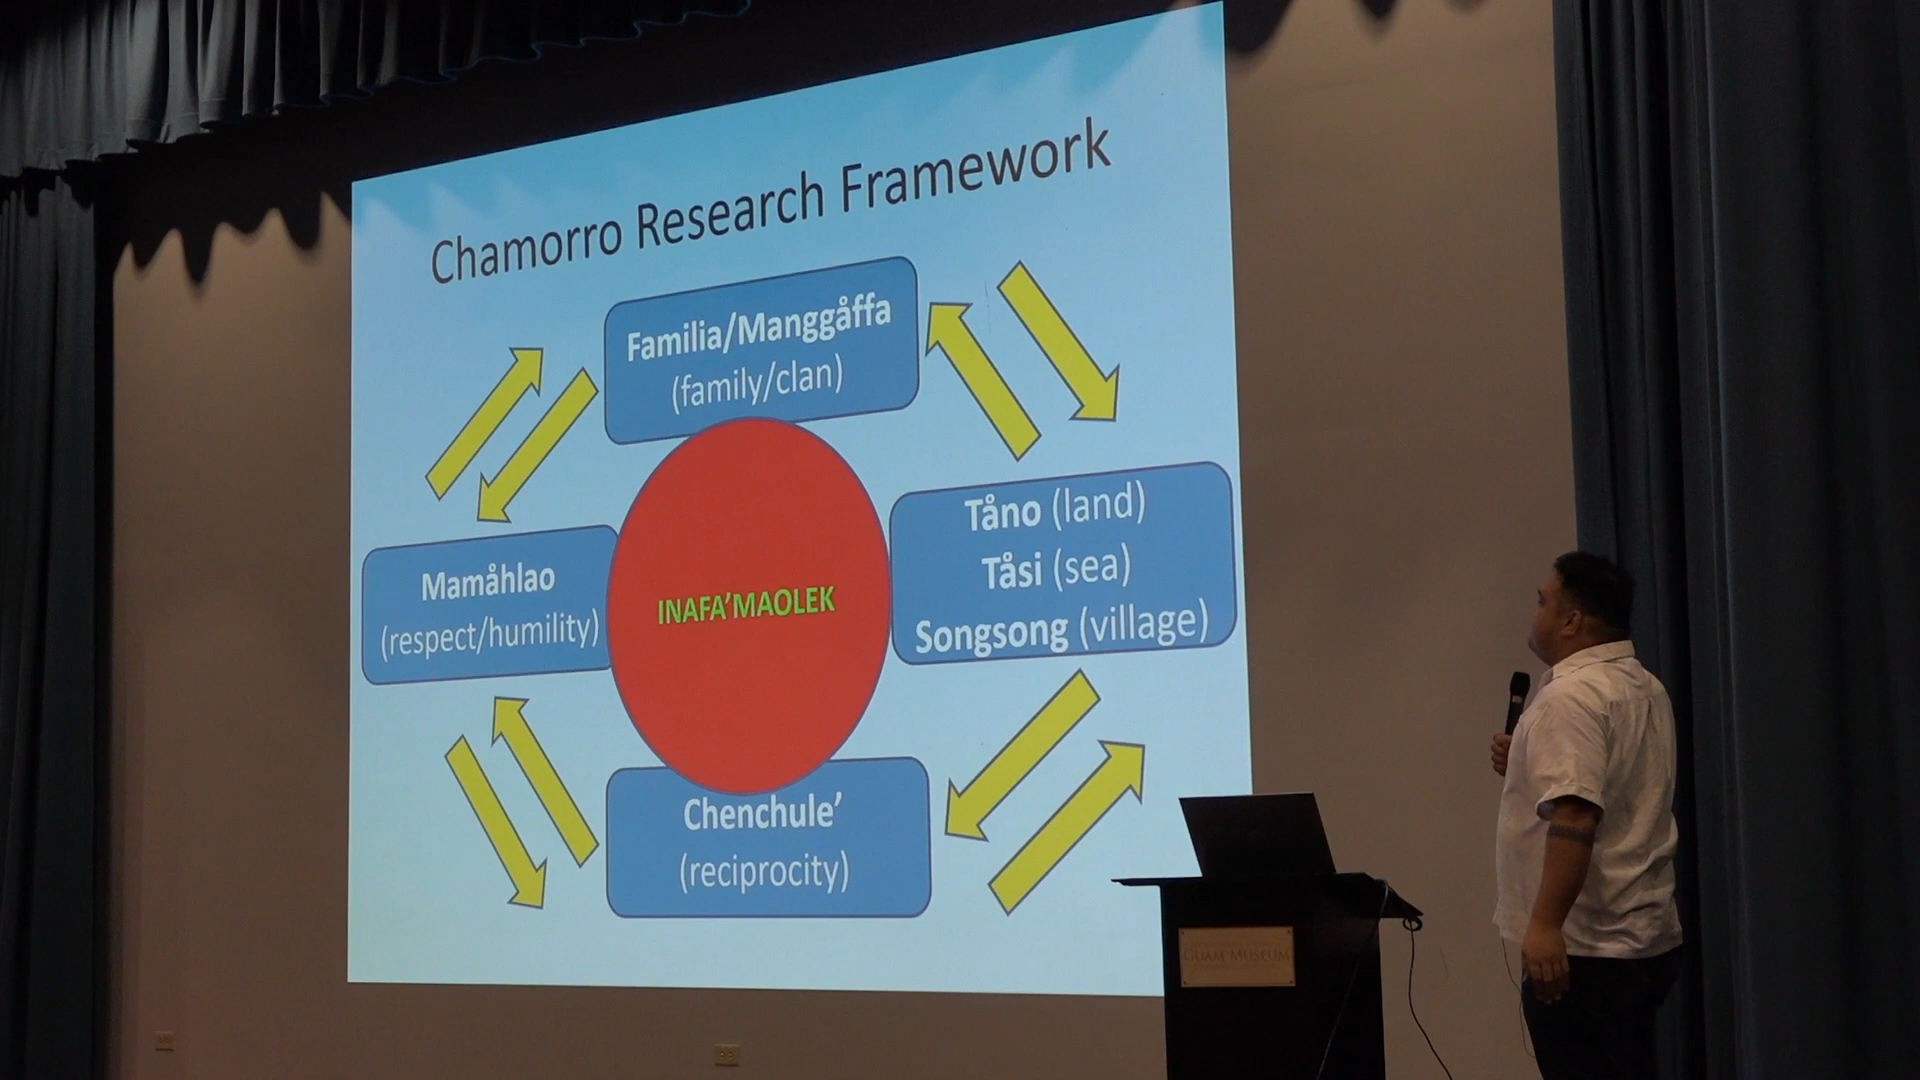 Chamorro Research Framework
Familia/Manggåffa
(family/clan)
Mamåhlao
(respect/humility)
INAFA'MAOLEK
Tåno (land)
Tåsi (sea)
Songsong (village)
Chenchule'
(reciprocity)
GUAM MUSEUM